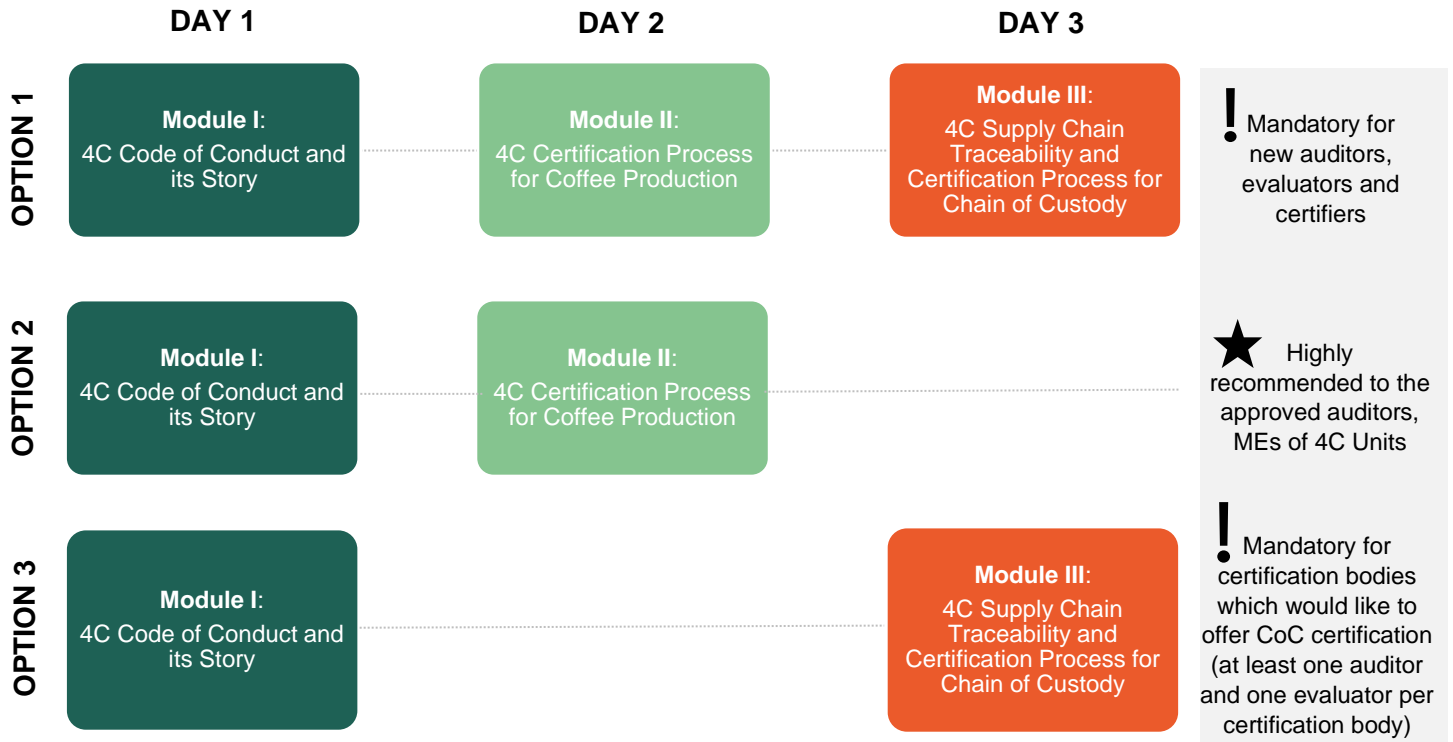 DAY 1
DAY 2
DAY 3
OPTION 1
Module I:
4C Code of Conduct and
its Story
Module II:
4C Certification Process
for Coffee Production
Module III:
4C Supply Chain
Traceability and
Certification Process for
Chain of Custody
! Mandatory for
new auditors,
evaluators and
certifiers
OPTION 2
Module I:
4C Code of Conduct and
its Story
Module II:
4C Certification Process
for Coffee Production
★ Highly
recommended to the
approved auditors,
MEs of 4C Units
OPTION 3
Module I:
4C Code of Conduct and
its Story
Module III:
4C Supply Chain
Traceability and
Certification Process for
Chain of Custody
! Mandatory for
certification bodies
which would like to
offer CoC certification
(at least one auditor
and one evaluator per
certification body)